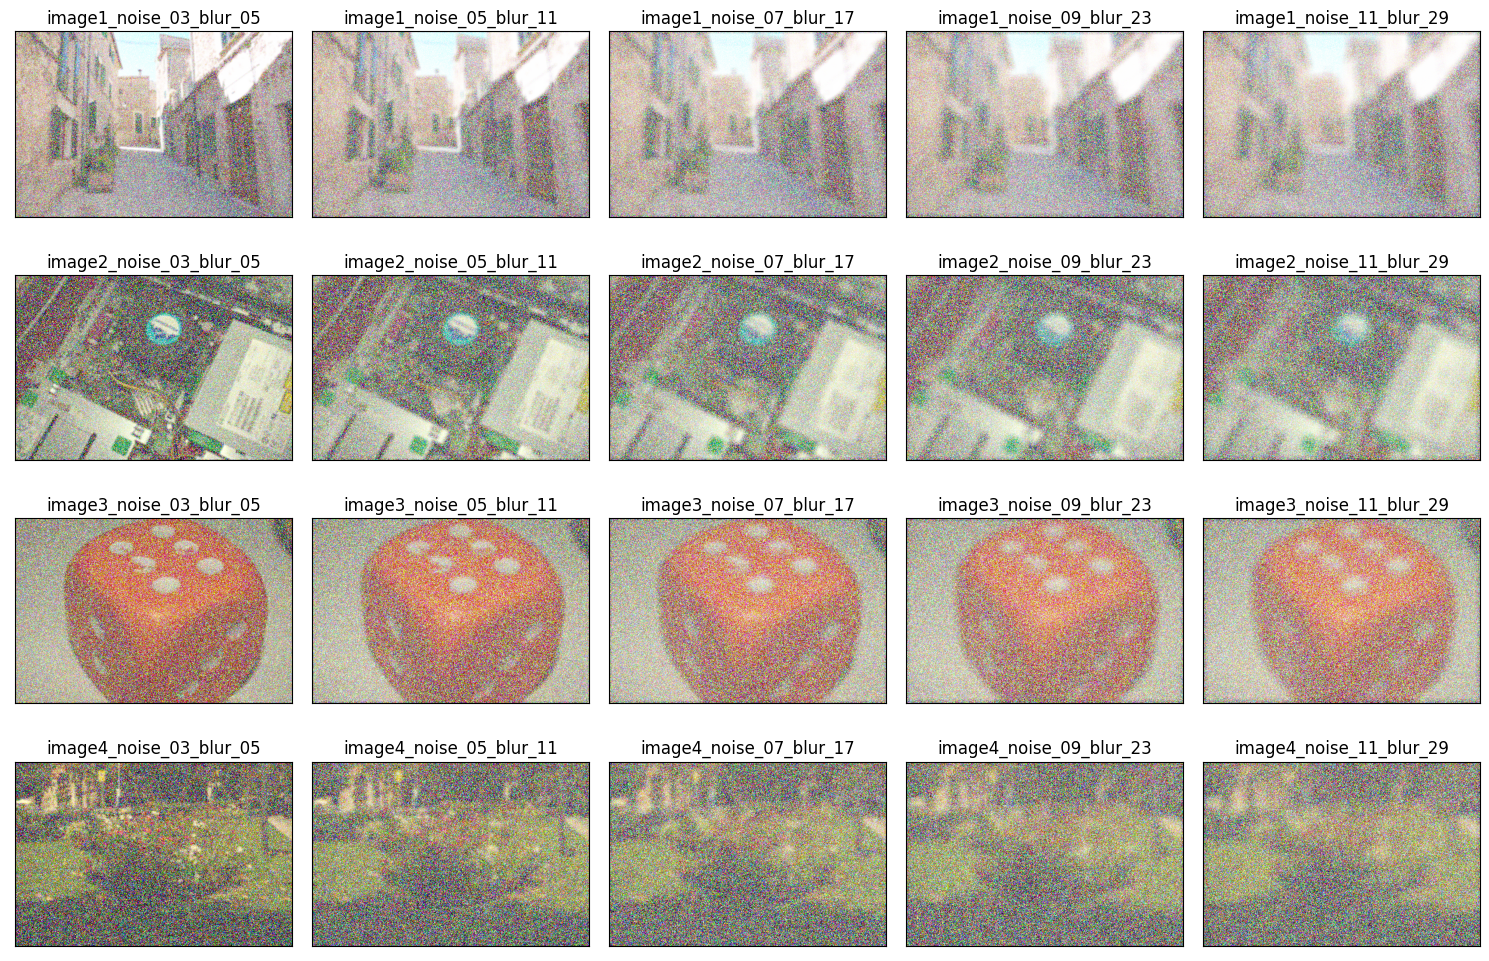 image1_noise_03_blur_05
image1_noise_05_blur_11
image1_noise_07_blur_17
image1_noise_09_blur_23
image1_noise_11_blur_29
image2_noise_03_blur_05
image2_noise_05_blur_11
image2_noise_07_blur_17
image2_noise_09_blur_23
image2_noise_11_blur_29
image3_noise_03_blur_05
image3_noise_05_blur_11
image3_noise_07_blur_17
image3_noise_09_blur_23
image3_noise_11_blur_29
image4_noise_03_blur_05
image4_noise_05_blur_11
image4_noise_07_blur_17
image4_noise_09_blur_23
image4_noise_11_blur_29